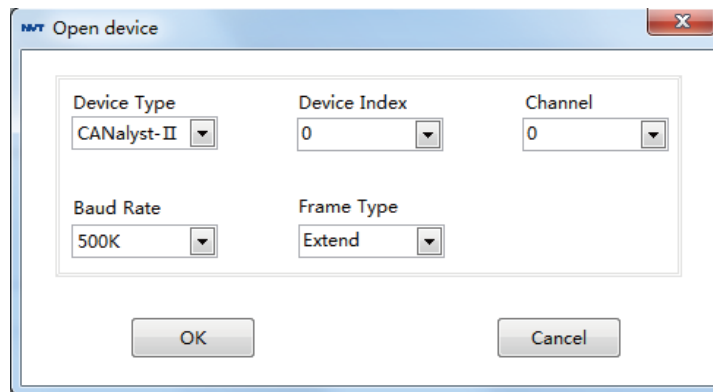 NVT Open device
Device Type Device Index Channel
CANalyst-Ⅱ 0 0
Baud Rate Frame Type
500K Extend
OK Cancel